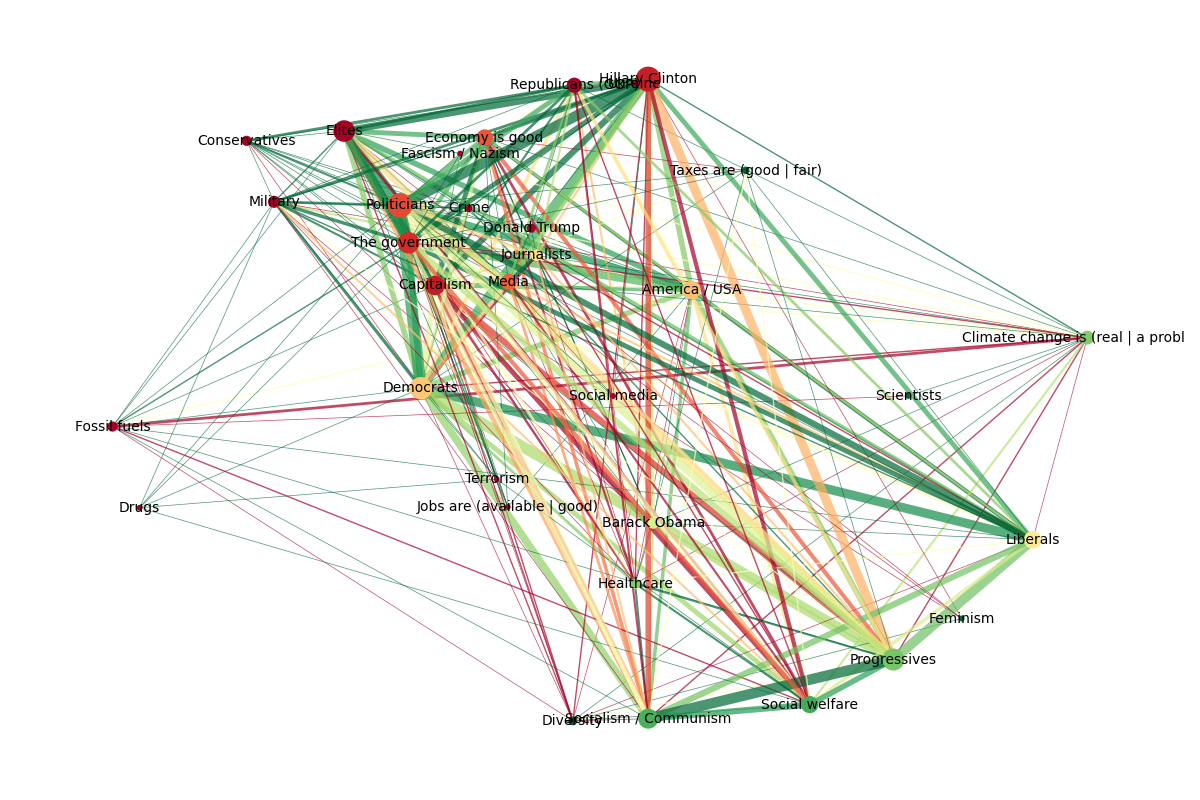 Hillary Clinton
Republicans (GOP)
Elites
Economy is good
Conservatives
Fascism / Nazism
Taxes are (good | fair)
Military
Politicians
Crime
Donald Trump
The government
Journalists
Media
Capitalism
America / USA
Climate change is (real | a probl
Democrats
Social media
Scientists
Fossil fuels
Terrorism
Drugs
Jobs are (available | good)
Barack Obama
Liberals
Healthcare
Feminism
Progressives
Social welfare
Diversity
Socialism / Communism